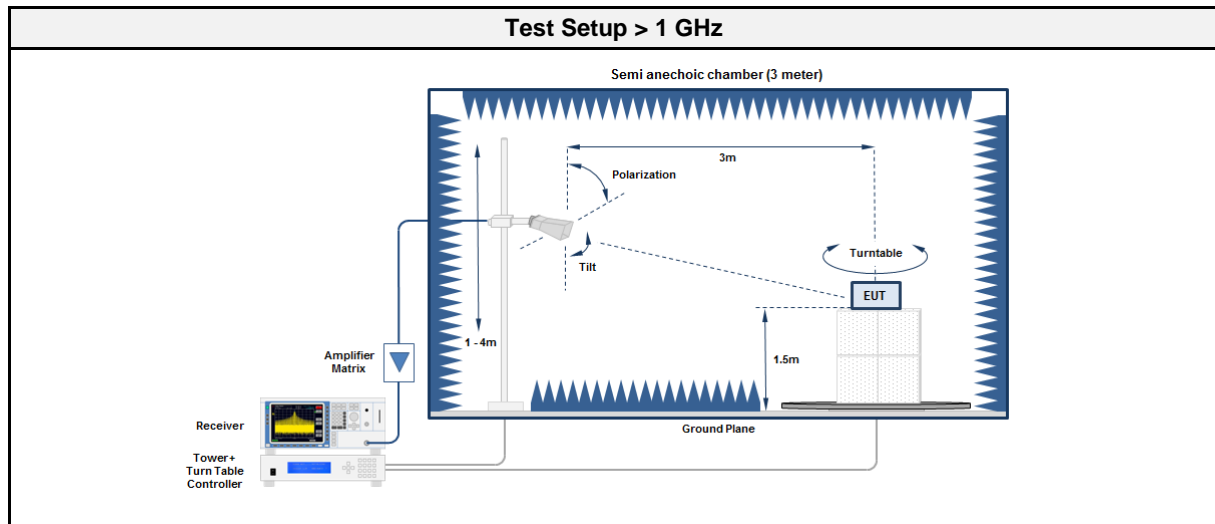 Test Setup > 1 GHz
Semi anechoic chamber (3 meter)
3m
Polarization
Tilt
Turntable
EUT
1 - 4m
1.5m
Amplifier
Matrix
Receiver
Ground Plane
Tower+
Turn Table
Controller